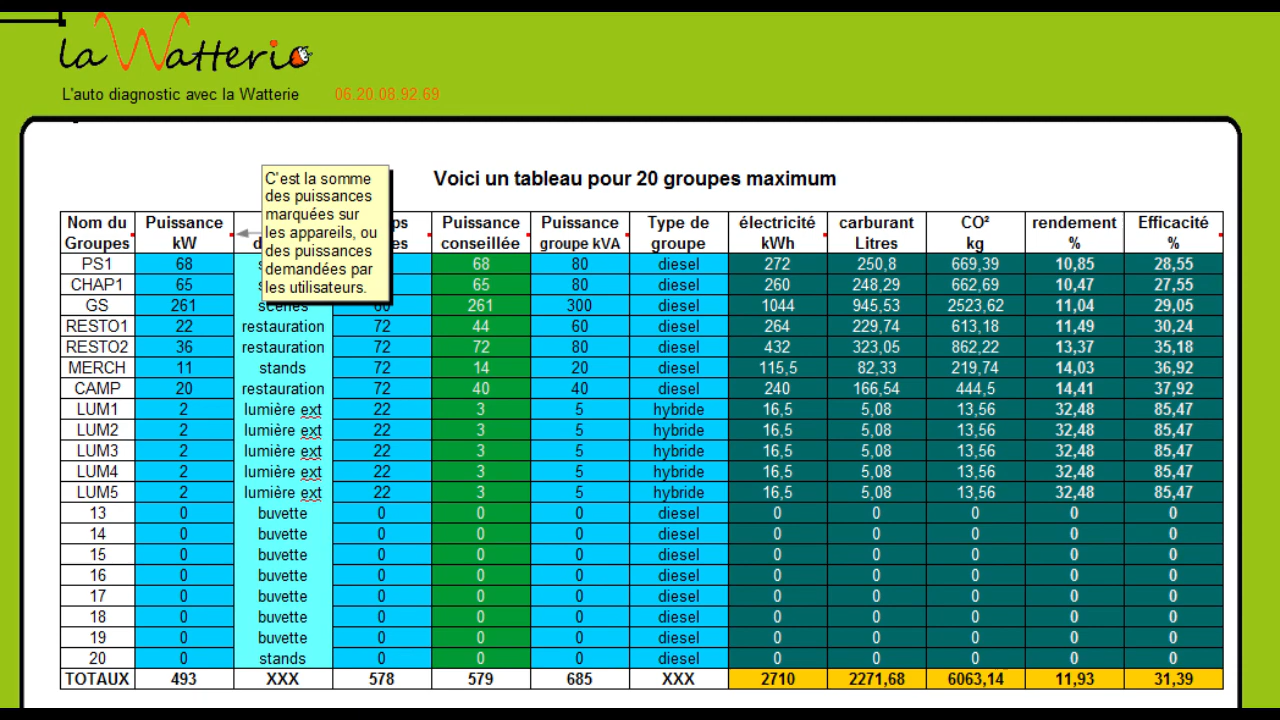 la Watterie
L'auto diagnostic avec la Watterie 06.20.08.92.69
Voici un tableau pour 20 groupes maximum
C'est la somme
des puissances
marquées sur
les appareils, ou
des puissances
demandées par
les utilisateurs.
Nom du Puissance Puissance Puissance Type de électricité carburant CO² rendement Efficacité
Groupes kW conseillée groupe kVA groupe kWh Litres kg % %
PS1 68 68 80 diesel 272 250,8 669,39 10,85 28,55
CHAP1 65 65 80 diesel 260 248,29 662,69 10,47 27,55
GS 261 scènes 60 261 300 diesel 1044 945,53 2523,62 11,04 29,05
RESTO1 22 restauration 72 44 60 diesel 264 229,74 613,18 11,49 30,24
RESTO2 36 restauration 72 72 80 diesel 432 323,05 862,22 13,37 35,18
MERCH 11 stands 72 14 20 diesel 115,5 82,33 219,74 14,03 36,92
CAMP 20 restauration 72 40 40 diesel 240 166,54 444,5 14,41 37,92
LUM1 2 lumière ext 22 3 5 hybride 16,5 5,08 13,56 32,48 85,47
LUM2 2 lumière ext 22 3 5 hybride 16,5 5,08 13,56 32,48 85,47
LUM3 2 lumière ext 22 3 5 hybride 16,5 5,08 13,56 32,48 85,47
LUM4 2 lumière ext 22 3 5 hybride 16,5 5,08 13,56 32,48 85,47
LUM5 2 lumière ext 22 3 5 hybride 16,5 5,08 13,56 32,48 85,47
13 0 buvette 0 0 0 diesel 0 0 0 0 0
14 0 buvette 0 0 0 diesel 0 0 0 0 0
15 0 buvette 0 0 0 diesel 0 0 0 0 0
16 0 buvette 0 0 0 diesel 0 0 0 0 0
17 0 buvette 0 0 0 diesel 0 0 0 0 0
18 0 buvette 0 0 0 diesel 0 0 0 0 0
19 0 buvette 0 0 0 diesel 0 0 0 0 0
20 0 stands 0 0 0 diesel 0 0 0 0 0
TOTAUX 493 XXX 578 579 685 XXX 2710 2271,68 6063,14 11,93 31,39